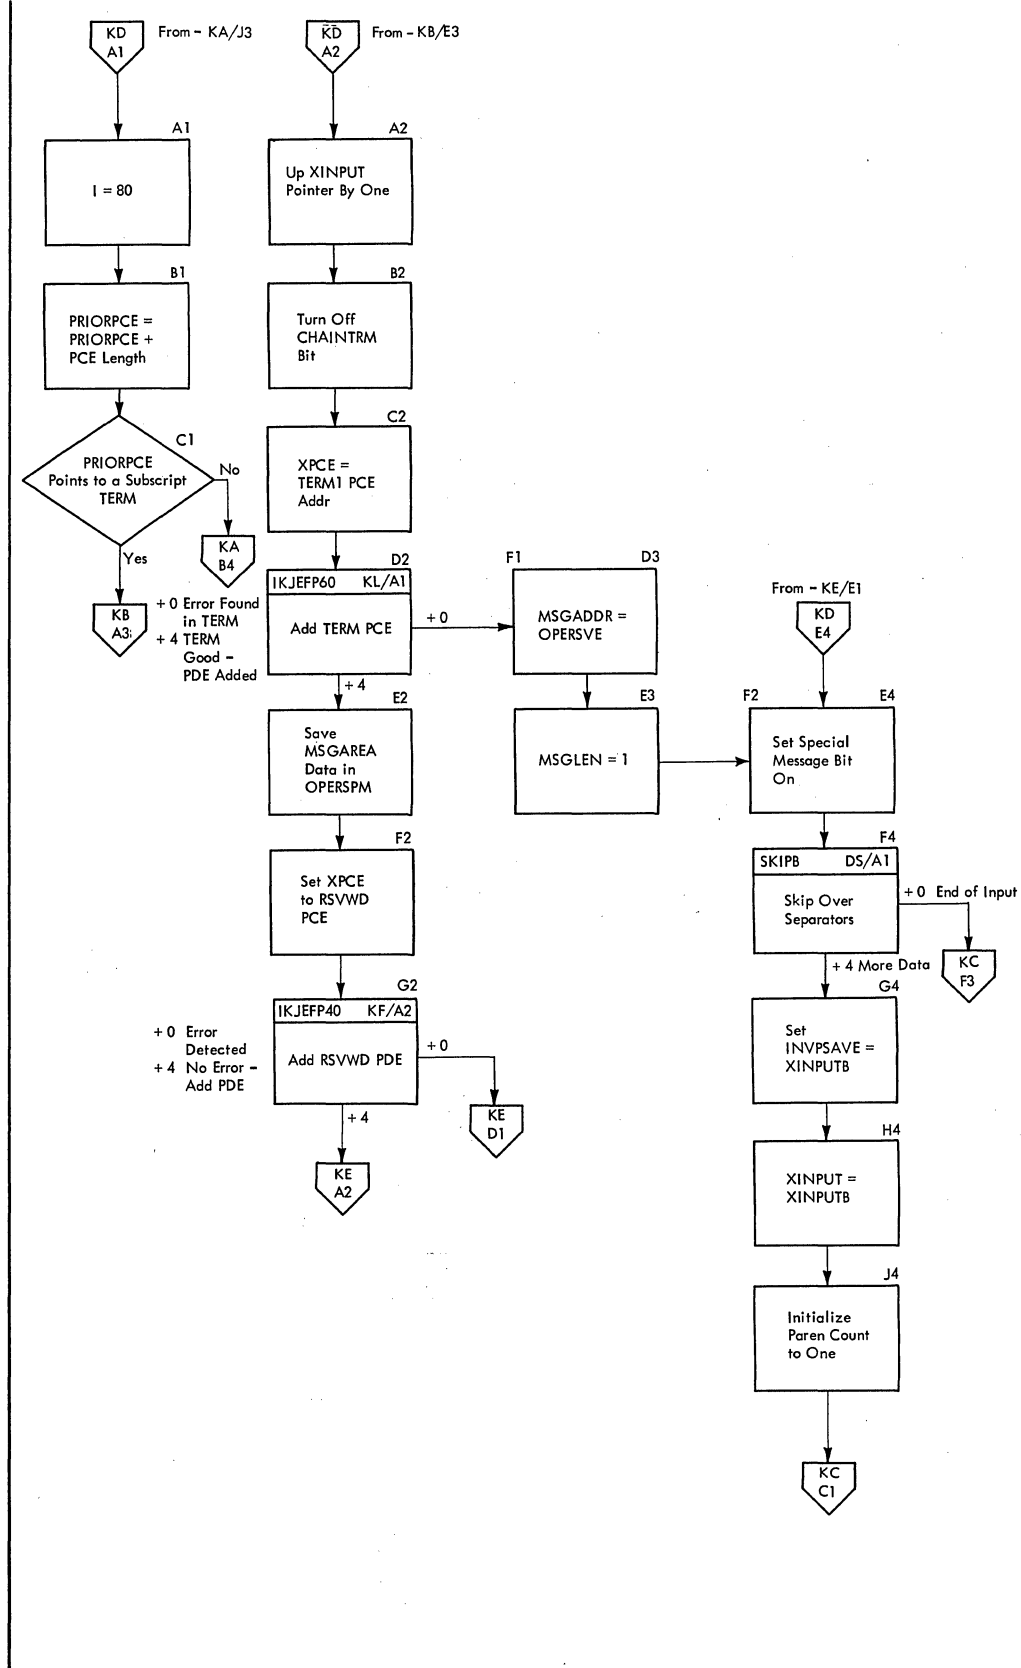 KD
A1
From - KA/J3
KD
A2
From - KB/E3
A1
I = 80
B1
PRIORPCE =
PRIORPCE +
PCE Length
C1
PRIORPCE
Points to a Subscript
TERM
No
KA
B4
Yes
KB
A3
A2
Up XINPUT
Pointer By One
B2
Turn Off
CHAINTRM
Bit
C2
XPCE =
TERM1 PCE
Addr
D2
IKJEFP60 KL/A1
Add TERM PCE
+ 0 Error Found
in TERM
+ 4 TERM
Good -
PDE Added
+ 0
+ 4
E2
Save
MSGAREA
Data in
OPERSPM
F2
Set XPCE
to RSVWD
PCE
G2
IKJEFP40 KF/A2
Add RSVWD PDE
+ 0 Error
Detected
+ 4 No Error -
Add PDE
+ 0
KE
D1
+ 4
KE
A2
F1
D3
MSGADDR =
OPERSVE
E3
MSGLEN = 1
From - KE/E1
KD
E4
F2
E4
Set Special
Message Bit
On
F4
SKIPB DS/A1
Skip Over
Separators
+ 0 End of Input
KC
F3
+ 4 More Data
G4
Set
INVPSAVE =
XINPUTB
H4
XINPUT =
XINPUTB
J4
Initialize
Paren Count
to One
KC
C1